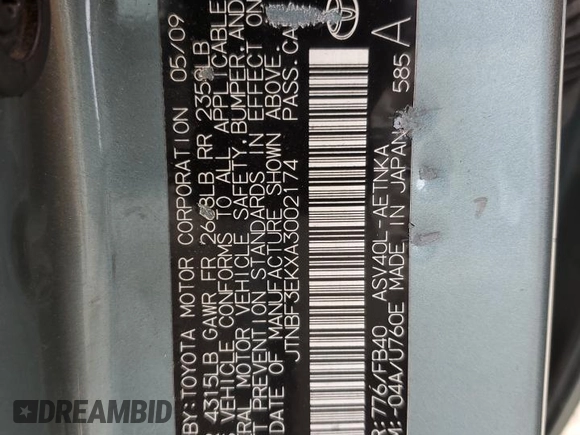 BY: TOYOTA MOTOR CORPORATION 05/09
4315LB GAWR FR LB RR LB
VEHICLE CONFORMS TO ALL APPLICABLE
MOTOR VEHICLE SAFETY, BUMPER, AND
PREVENTION STANDARDS IN EFFECT ON
DATE OF MANUFACTURE SHOWN ABOVE.
JTNBF3EKXA3002174 PASS. CA
776/FB40 ASV40L-AETNKA
-04A/U760E MADE IN JAPAN 585 A
DREAMBID